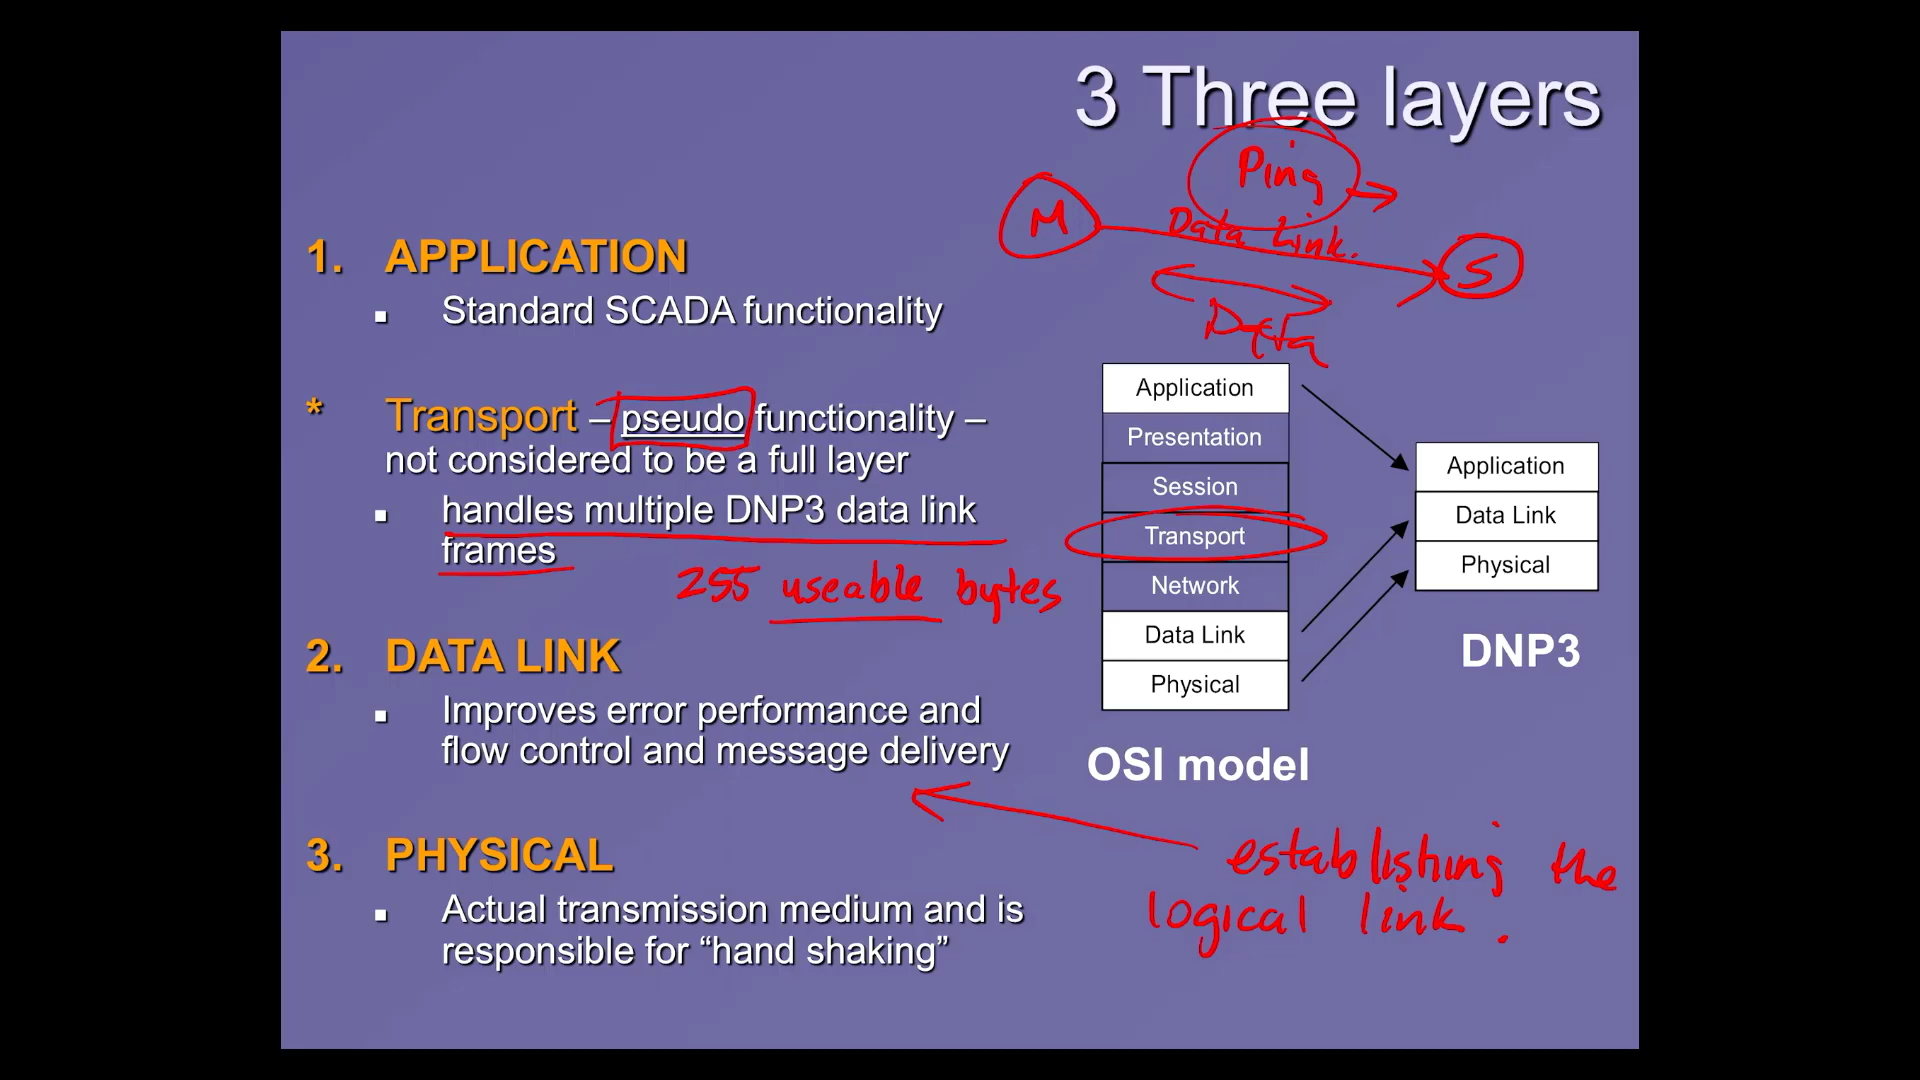 3 Three layers
Ping
M
Data Link.
S
Data
1. APPLICATION
Standard SCADA functionality
* Transport – pseudo functionality –
not considered to be a full layer
handles multiple DNP3 data link
frames
255 useable bytes
2. DATA LINK
Improves error performance and
flow control and message delivery
3. PHYSICAL
Actual transmission medium and is
responsible for “hand shaking”
Application
Presentation
Session
Transport
Network
Data Link
Physical
OSI model
Application
Data Link
Physical
DNP3
establishing the
logical link.